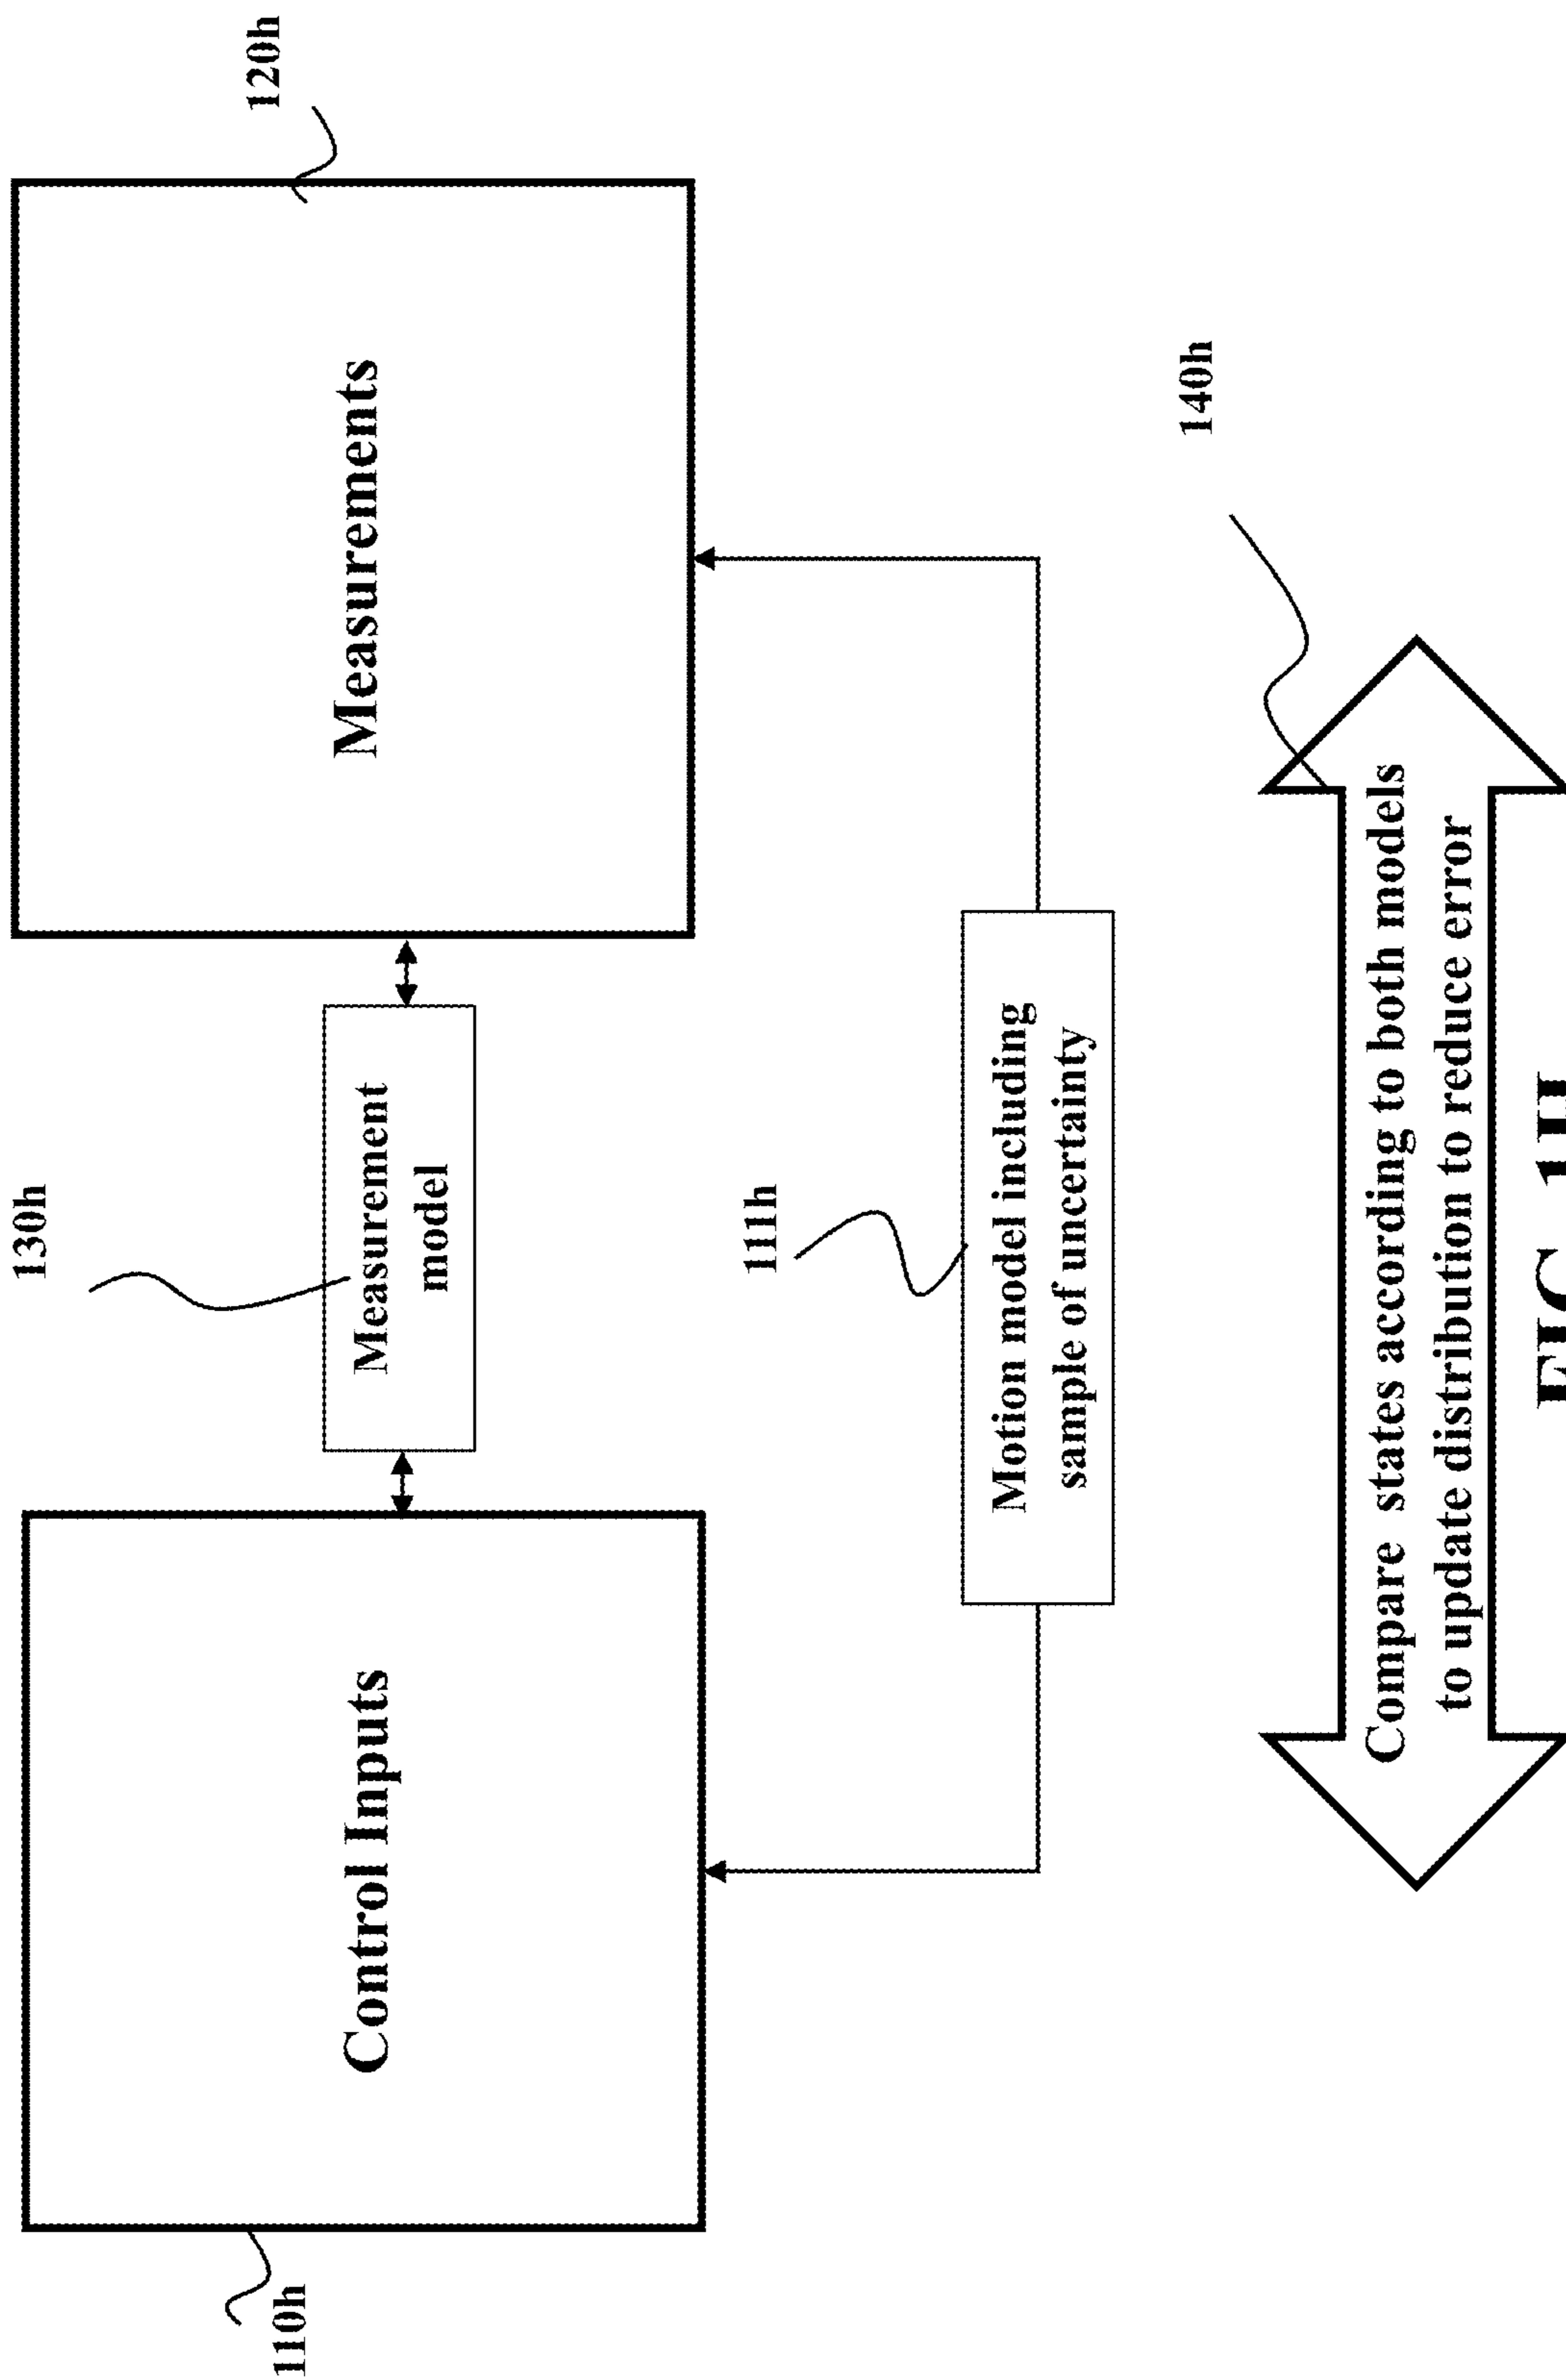 130h
110h
120h
Control Inputs
Measurement
model
Measurements
111h
Motion model including
sample of uncertainty
140h
Compare states according to both models
to update distribution to reduce error